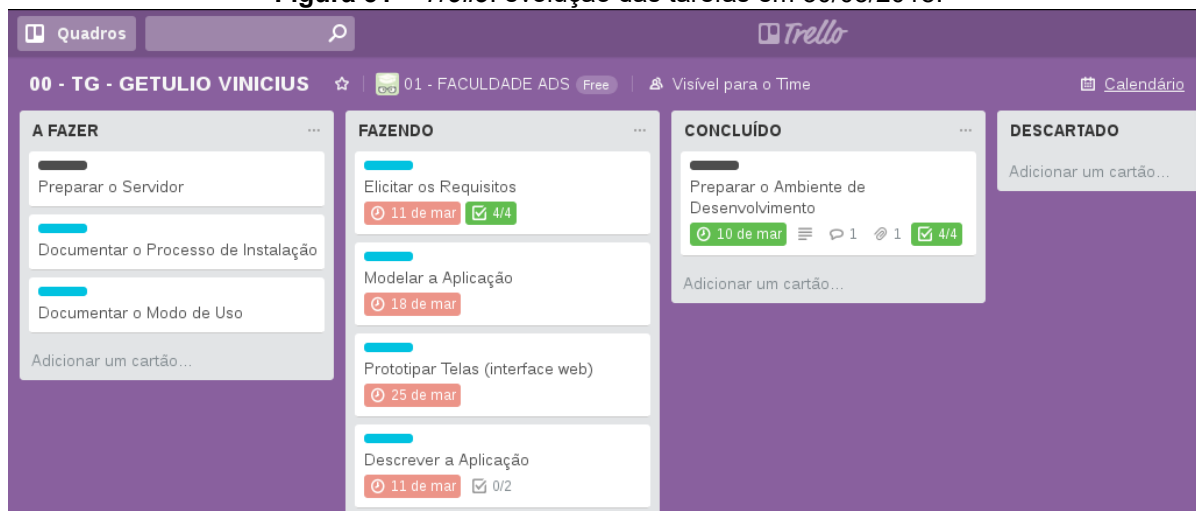 Quadros
Trello
00 - TG - GETULIO VINICIUS
01 - FACULDADE ADS Free
Visível para o Time
Calendário
A FAZER ...
Preparar o Servidor
Documentar o Processo de Instalação
Documentar o Modo de Uso
Adicionar um cartão...
FAZENDO ...
Elicitar os Requisitos
11 de mar 4/4
Modelar a Aplicação
18 de mar
Prototipar Telas (interface web)
25 de mar
Descrever a Aplicação
11 de mar 0/2
CONCLUÍDO ...
Preparar o Ambiente de
Desenvolvimento
10 de mar 1 1 4/4
Adicionar um cartão...
DESCARTADO
Adicionar um cartão...